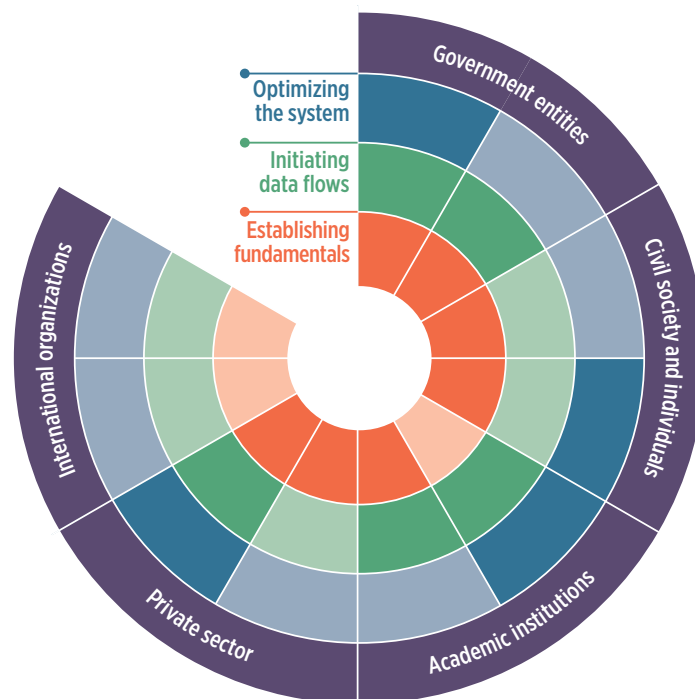 Optimizing
the system
Initiating
data flows
Establishing
fundamentals
Government entities
Civil society and individuals
Academic institutions
Private sector
International organizations